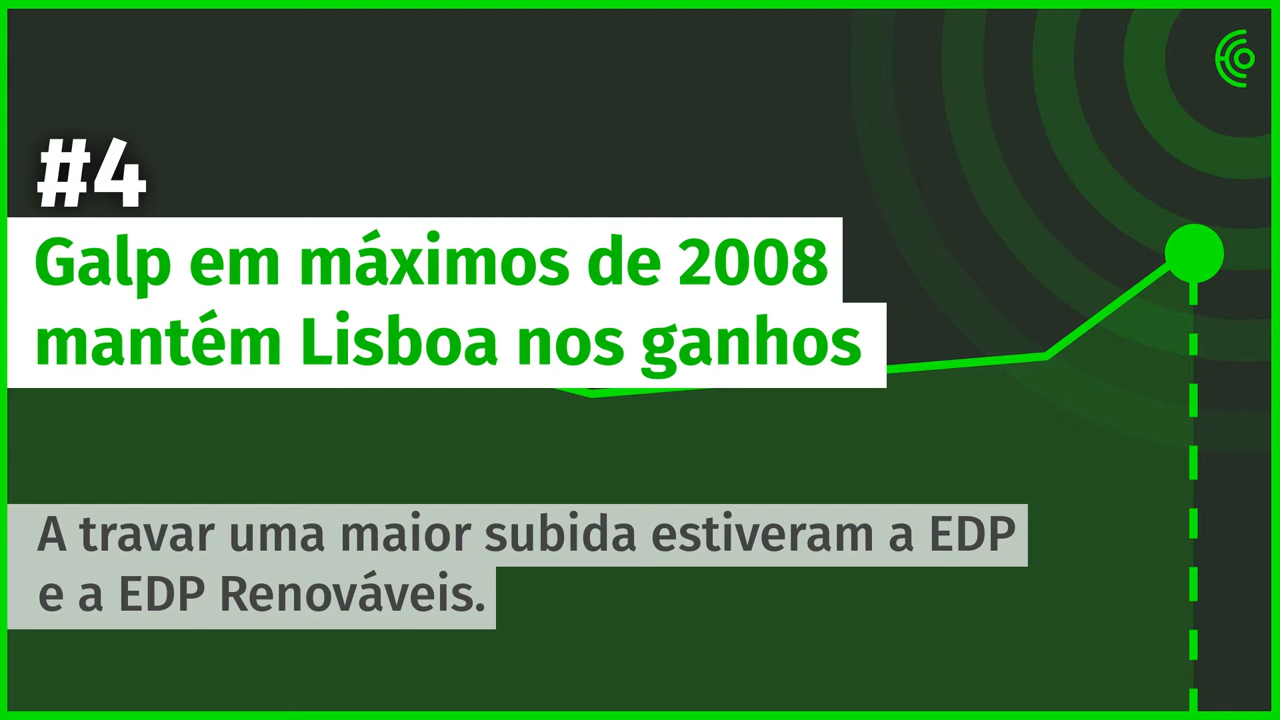 #4
Galp em máximos de 2008
mantém Lisboa nos ganhos
A travar uma maior subida estiveram a EDP
e a EDP Renováveis.